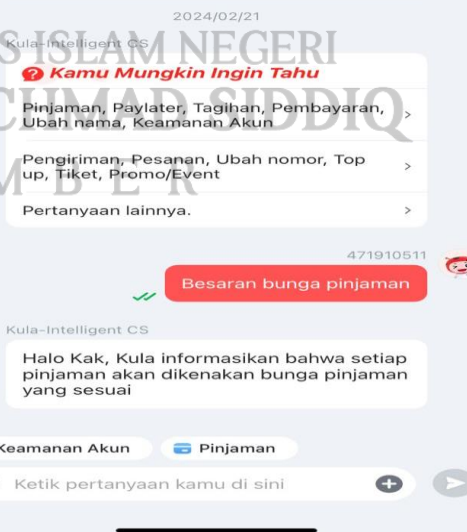 2024/02/21
Kula-Intelligent CS
S ISLAM NEGERI
Kamu Mungkin Ingin Tahu
Pinjaman, Paylater, Tagihan, Pembayaran,
Ubah nama, Keamanan Akun
CHMAD SIDDIQ
Pengiriman, Pesanan, Ubah nomor, Top
up, Tiket, Promo/Event
M B E R
Pertanyaan lainnya.
471910511
Besaran bunga pinjaman
Kula-Intelligent CS
Halo Kak, Kula informasikan bahwa setiap
pinjaman akan dikenakan bunga pinjaman
yang sesuai
Keamanan Akun
Pinjaman
Ketik pertanyaan kamu di sini